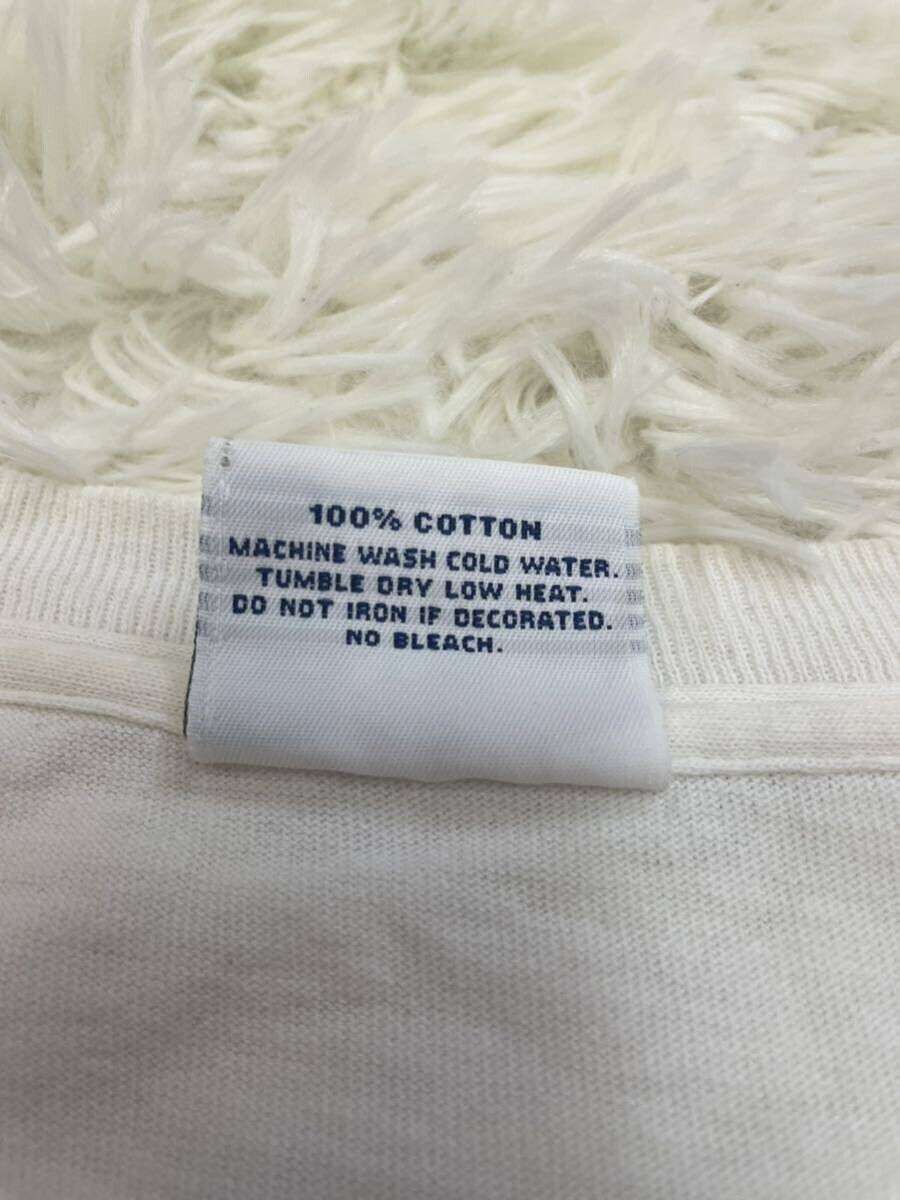 100% COTTON
MACHINE WASH COLD WATER.
TUMBLE DRY LOW HEAT.
DO NOT IRON IF DECORATED.
NO BLEACH.